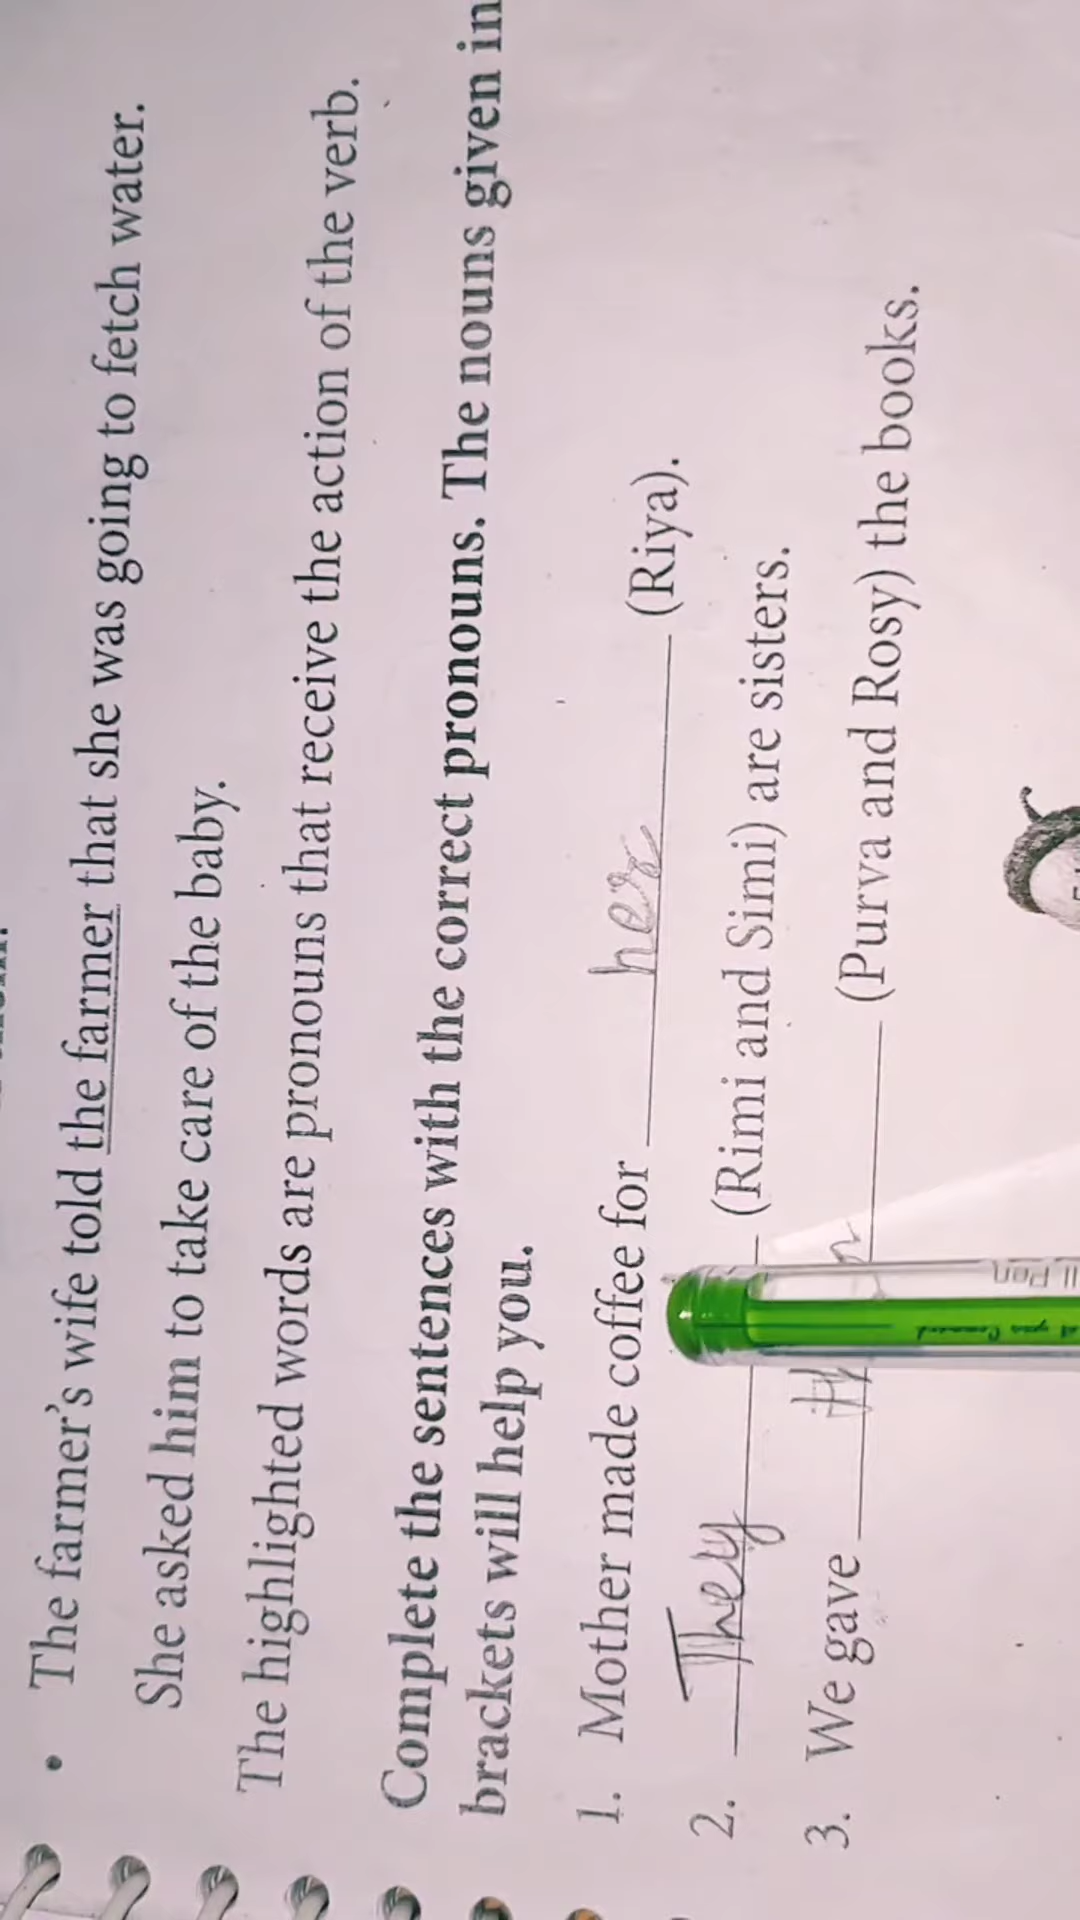 • The farmer's wife told the farmer that she was going to fetch water.
She asked him to take care of the baby.
The highlighted words are pronouns that receive the action of the verb.
Complete the sentences with the correct pronouns. The nouns given in
brackets will help you.
1. Mother made coffee for her (Riya).
2. They (Rimi and Simi) are sisters.
3. We gave (Purva and Rosy) the books.
Pen